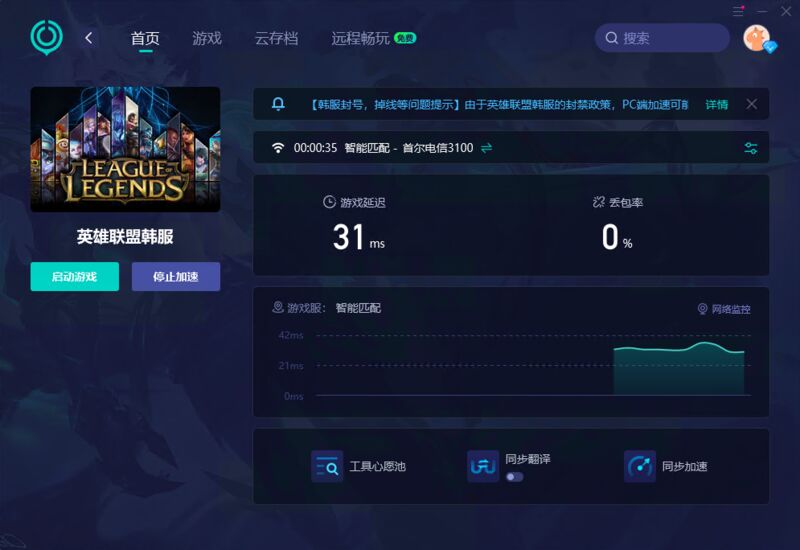 首页
游戏
云存档
远程畅玩
免费
搜索
LEAGUE
OF
LEGENDS
英雄联盟韩服
启动游戏
停止加速
【韩服封号，掉线等问题提示】由于英雄联盟韩服的封禁政策，PC端加速可能
详情
00:00:35 智能匹配 - 首尔电信3100
游戏延迟
31 ms
丢包率
0 %
游戏服： 智能匹配
网络监控
42ms
21ms
0ms
工具心愿池
同步翻译
同步加速